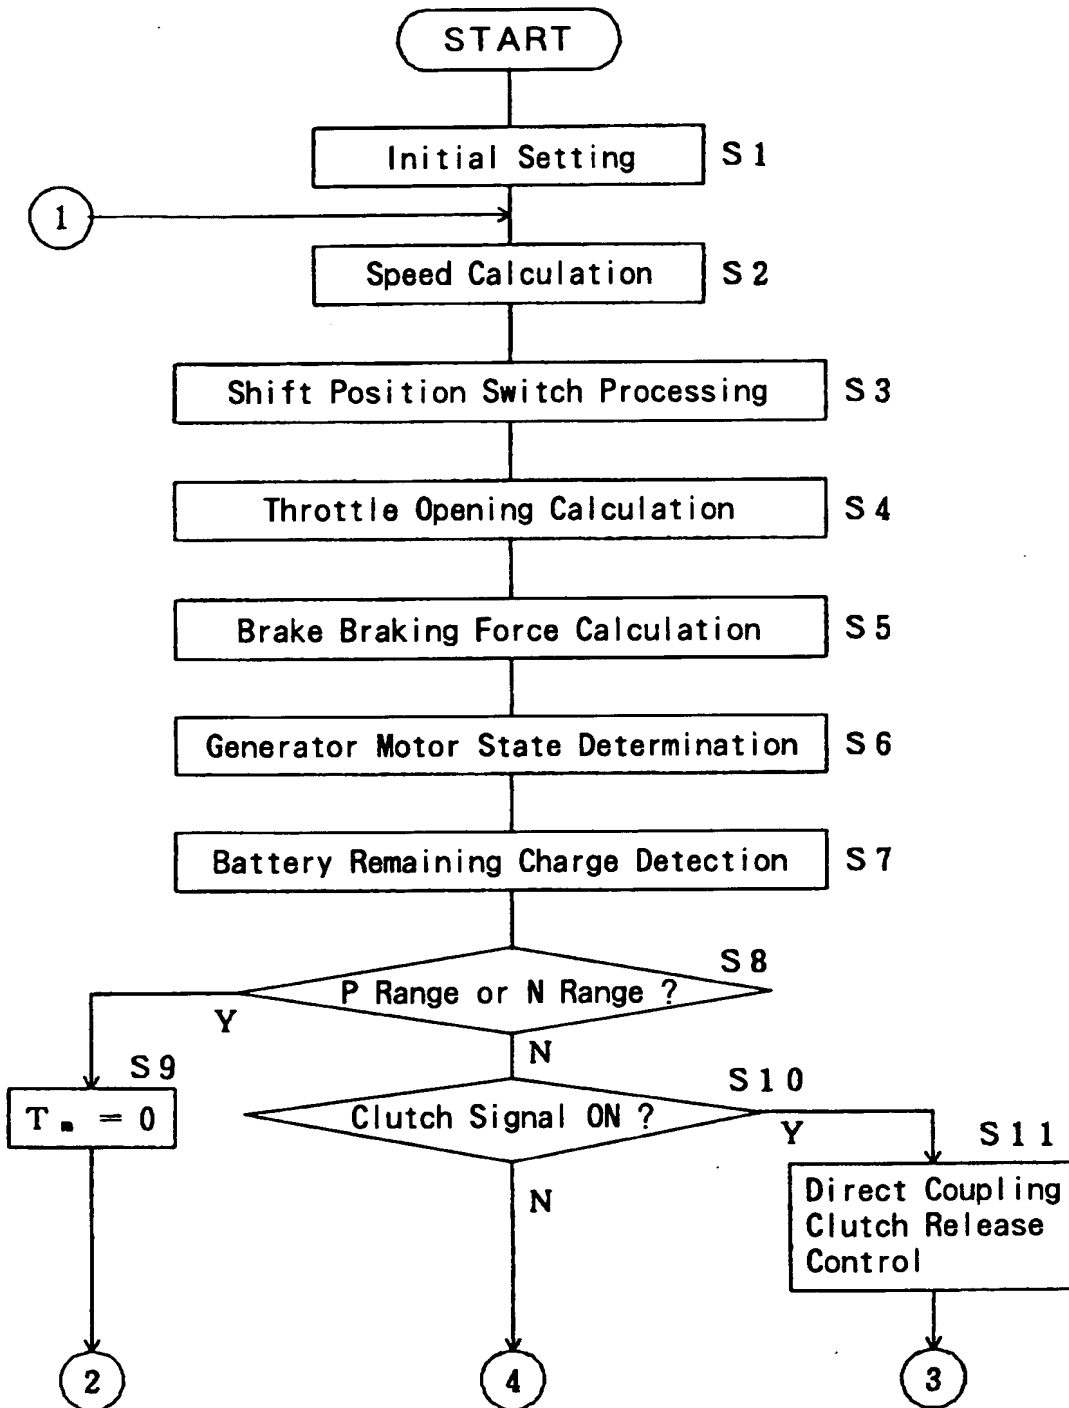 START
Initial Setting
S1
1
Speed Calculation
S2
Shift Position Switch Processing
S3
Throttle Opening Calculation
S4
Brake Braking Force Calculation
S5
Generator Motor State Determination
S6
Battery Remaining Charge Detection
S7
S8
P Range or N Range ?
Y
N
S9
Tm = 0
S10
Clutch Signal ON ?
Y
N
S11
Direct Coupling
Clutch Release
Control
2
4
3